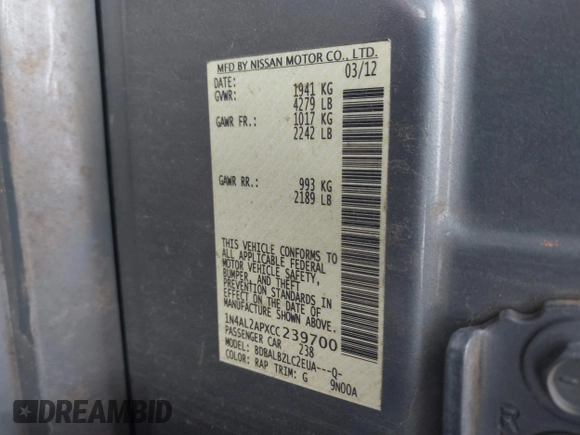 MFD BY NISSAN MOTOR CO., LTD.
DATE: 03/12
GVWR: 1941 KG
4279 LB
GAWR FR.: 1017 KG
2242 LB
GAWR RR.: 993 KG
2189 LB
THIS VEHICLE CONFORMS TO
ALL APPLICABLE FEDERAL
MOTOR VEHICLE SAFETY,
BUMPER, AND THEFT
PREVENTION STANDARDS IN
EFFECT ON THE DATE OF
MANUFACTURE SHOWN ABOVE.
1N4AL2APXCC239700
PASSENGER CAR 238
MODEL: BDBALBZLC2EUA---Q-
COLOR: RAP TRIM: G 9N00A
BIDHISTORY
DREAMBID.COM